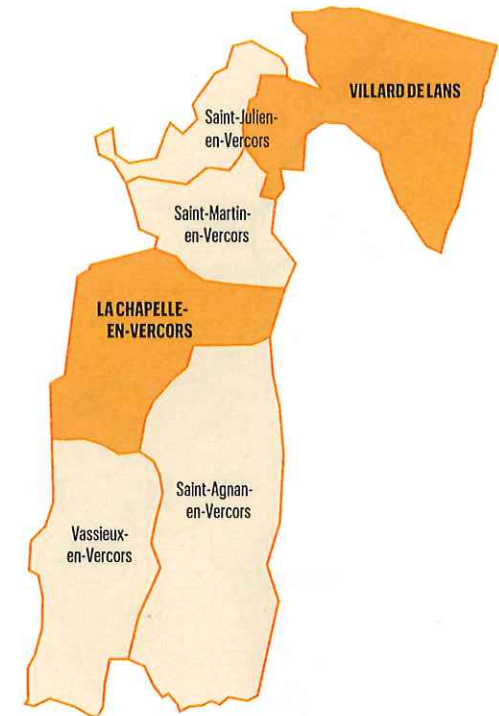 VILLARD DE LANS
Saint-Julien-
en-Vercors
Saint-Martin-
en-Vercors
LA CHAPELLE-
EN-VERCORS
Saint-Agnan-
en-Vercors
Vassieux-
en-Vercors